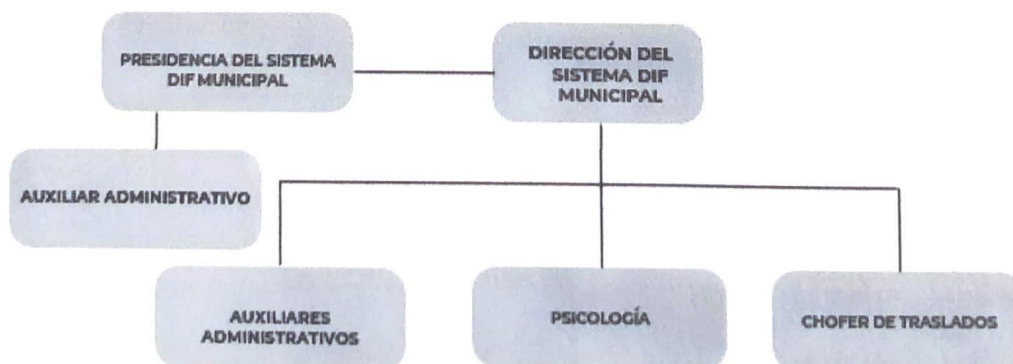 PRESIDENCIA DEL SISTEMA
DIF MUNICIPAL
DIRECCIÓN DEL
SISTEMA DIF
MUNICIPAL
AUXILIAR ADMINISTRATIVO
AUXILIARES
ADMINISTRATIVOS
PSICOLOGÍA
CHOFER DE TRASLADOS